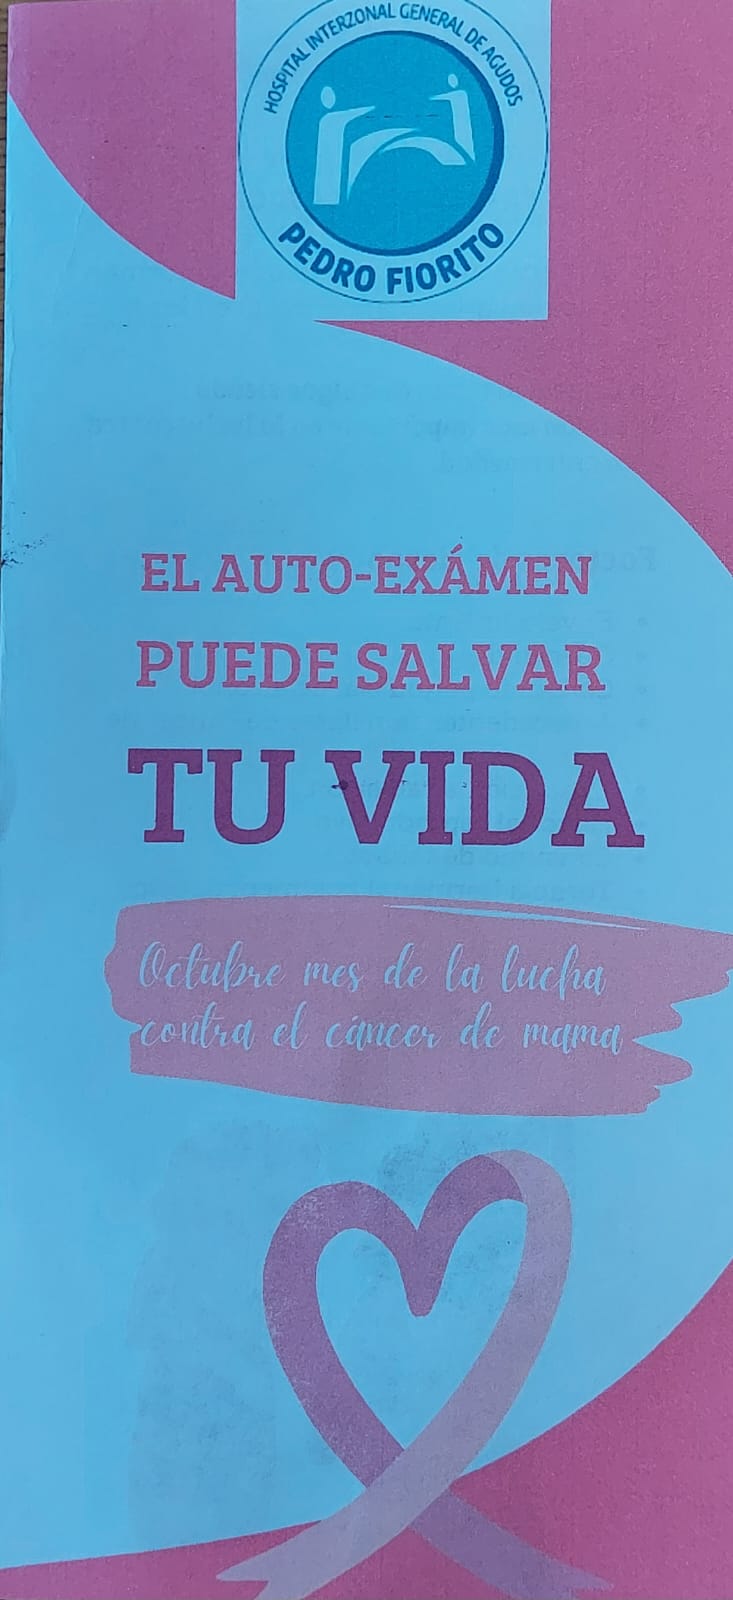 HOSPITAL INTERZONAL GENERAL DE AGUDOS
PEDRO FIORITO
EL AUTO-EXÁMEN
PUEDE SALVAR
TU VIDA
Octubre mes de la lucha
contra el cáncer de mama